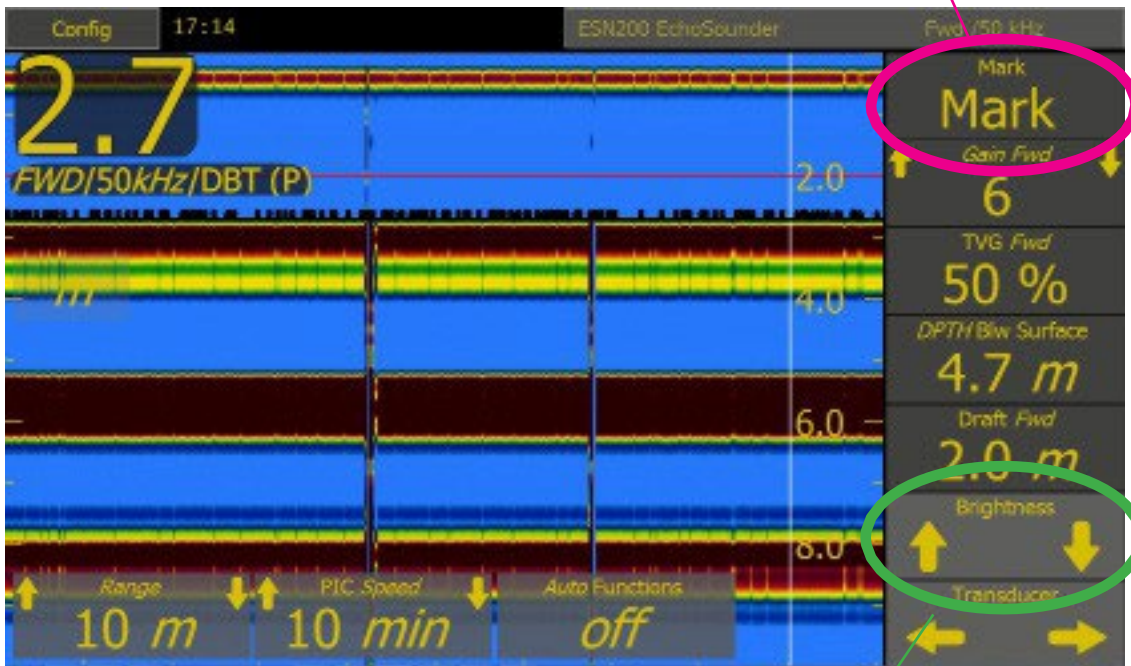 Config 17:14 ESN200 EchoSounder Fwd /50 kHz
2.7
FWD/50kHz/DBT (P)
m
2.0
4.0
6.0
8.0
Mark
Mark
Gain Fwd
6
TVG Fwd
50 %
DPTH Blw Surface
4.7 m
Draft Fwd
2.0 m
Brightness
Transducer
Range
10 m
PIC Speed
10 min
Auto Functions
off